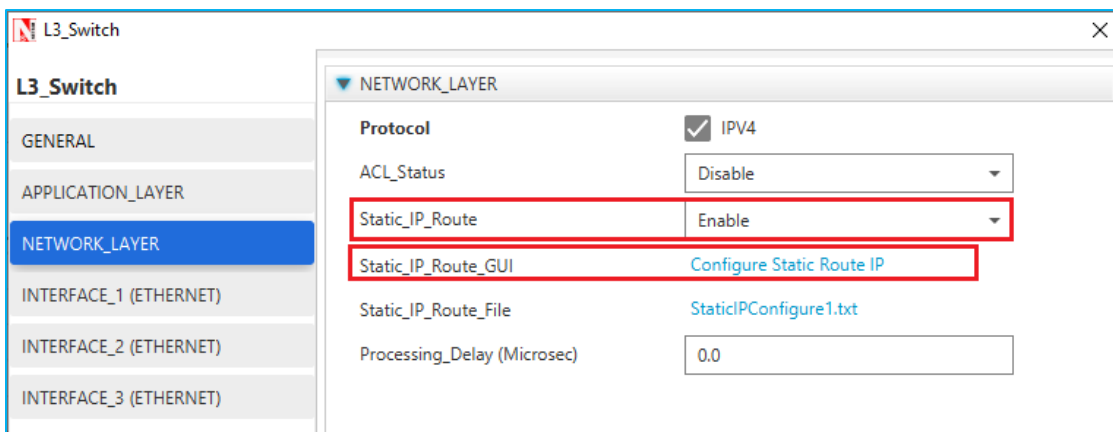 L3_Switch
L3_Switch
GENERAL
APPLICATION_LAYER
NETWORK_LAYER
INTERFACE_1 (ETHERNET)
INTERFACE_2 (ETHERNET)
INTERFACE_3 (ETHERNET)
NETWORK_LAYER
Protocol IPV4
ACL_Status Disable
Static_IP_Route Enable
Static_IP_Route_GUI Configure Static Route IP
Static_IP_Route_File StaticIPConfigure1.txt
Processing_Delay (Microsec) 0.0